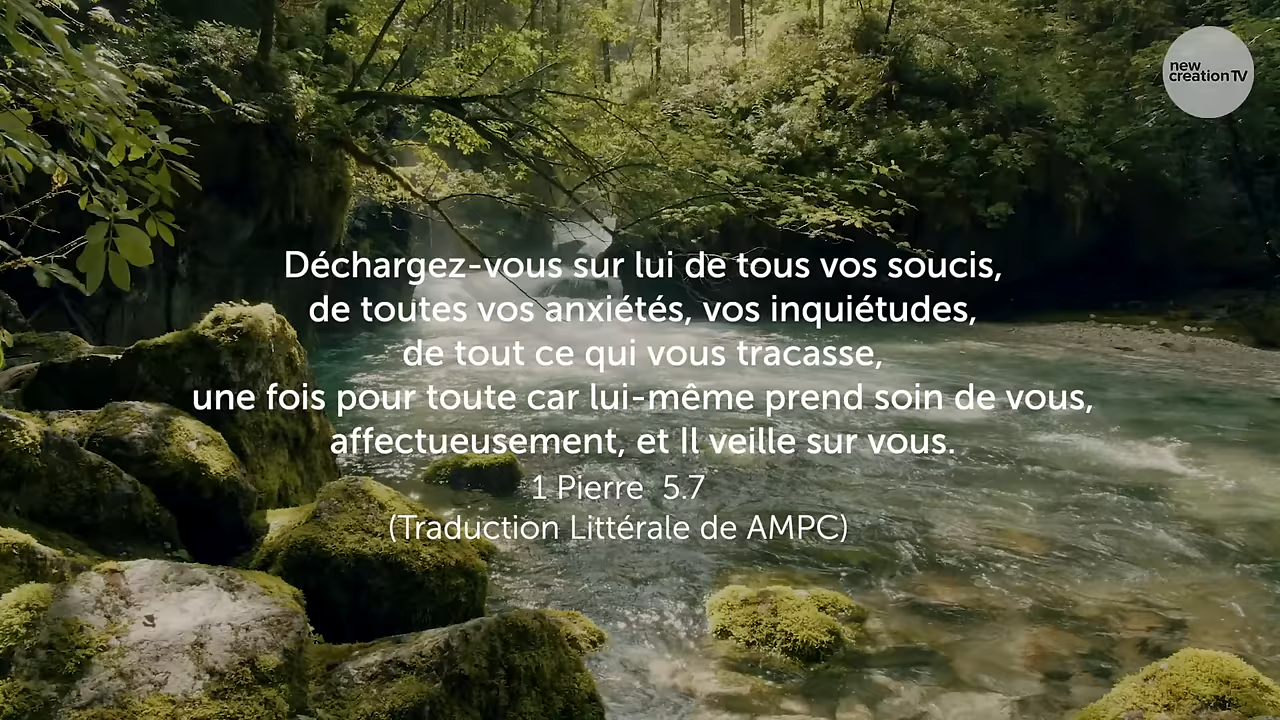 new
creation TV
Déchargez-vous sur lui de tous vos soucis,
de toutes vos anxiétés, vos inquiétudes,
de tout ce qui vous tracasse,
une fois pour toute car lui-même prend soin de vous,
affectueusement, et Il veille sur vous.
1 Pierre 5.7
(Traduction Littérale de AMPC)